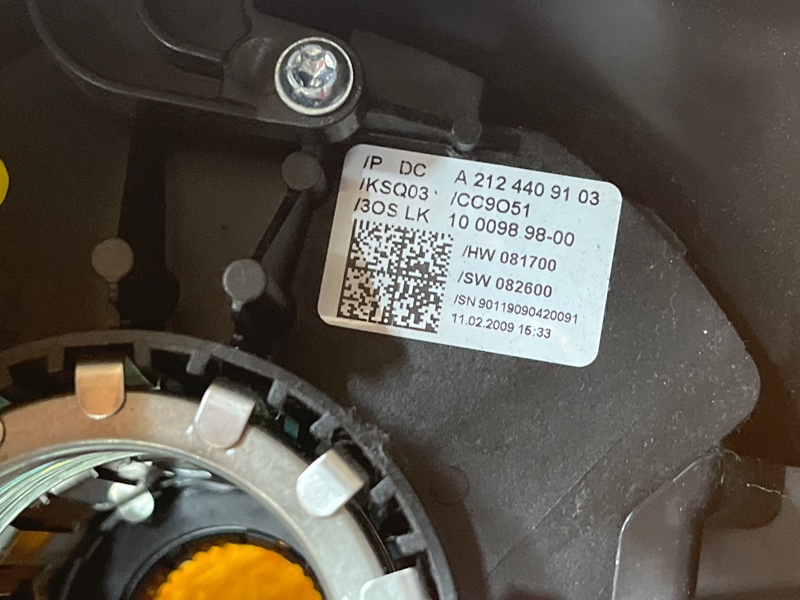 /P DC A 212 440 91 03
/KSQ03 /CC9O51
/3OS LK 10 0098 98-00
/HW 081700
/SW 082600
/SN 90119090420091
11.02.2009 15:33